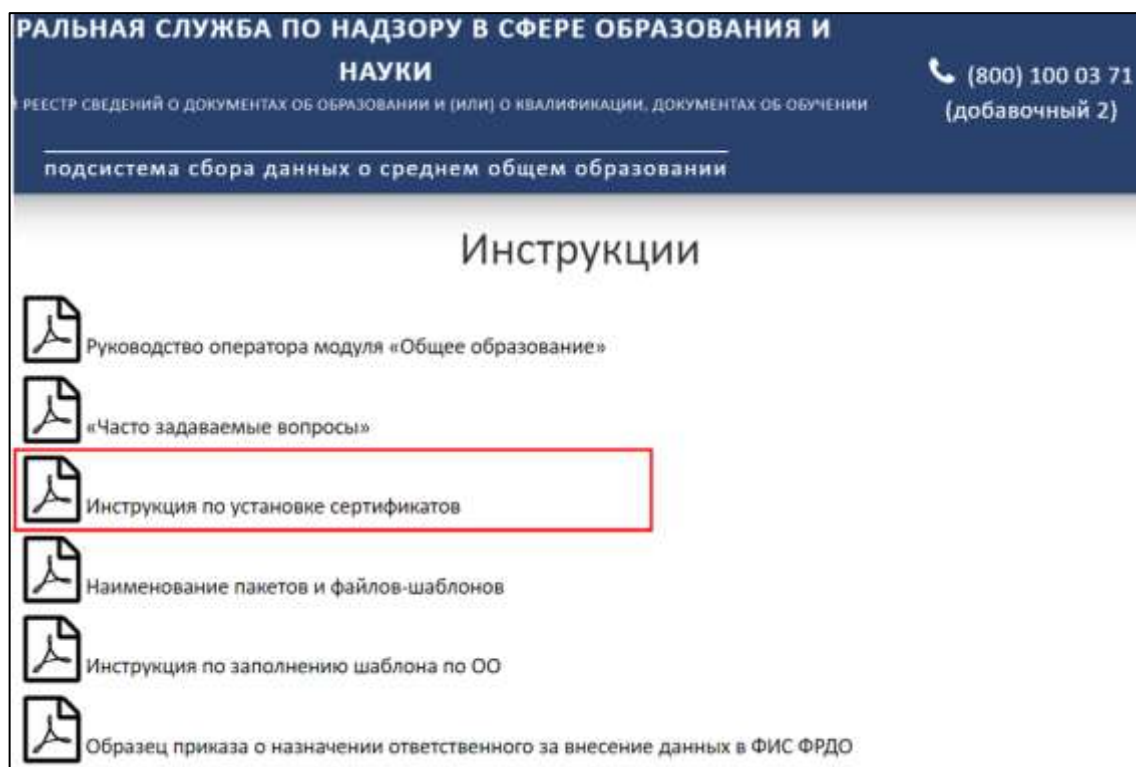 РАЛЬНАЯ СЛУЖБА ПО НАДЗОРУ В СФЕРЕ ОБРАЗОВАНИЯ И
НАУКИ
РЕЕСТР СВЕДЕНИЙ О ДОКУМЕНТАХ ОБ ОБРАЗОВАНИИ И (ИЛИ) О КВАЛИФИКАЦИИ, ДОКУМЕНТАХ ОБ ОБУЧЕНИИ
(800) 100 03 71
(добавочный 2)
подсистема сбора данных о среднем общем образовании
Инструкции
Руководство оператора модуля «Общее образование»
«Часто задаваемые вопросы»
Инструкция по установке сертификатов
Наименование пакетов и файлов-шаблонов
Инструкция по заполнению шаблона по ОО
Образец приказа о назначении ответственного за внесение данных в ФИС ФРДО